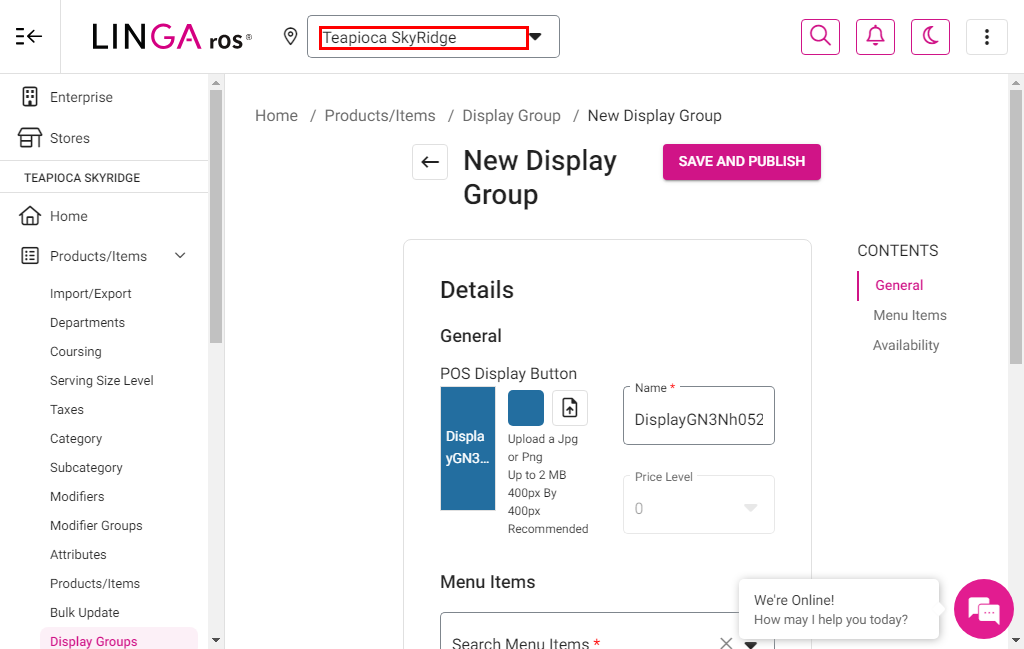 LINGA ros®
Teapioca SkyRidge
Enterprise
Stores
TEAPIOCA SKYRIDGE
Home
Products/Items
Import/Export
Departments
Coursing
Serving Size Level
Taxes
Category
Subcategory
Modifiers
Modifier Groups
Attributes
Products/Items
Bulk Update
Display Groups
Home / Products/Items / Display Group / New Display Group
New Display
Group
SAVE AND PUBLISH
Details
General
POS Display Button
Displa
yGN3...
Upload a Jpg
or Png
Up to 2 MB
400px By
400px
Recommended
Name *
DisplayGN3Nh052
Price Level
0
Menu Items
Search Menu Items *
CONTENTS
General
Menu Items
Availability
We're Online!
How may I help you today?